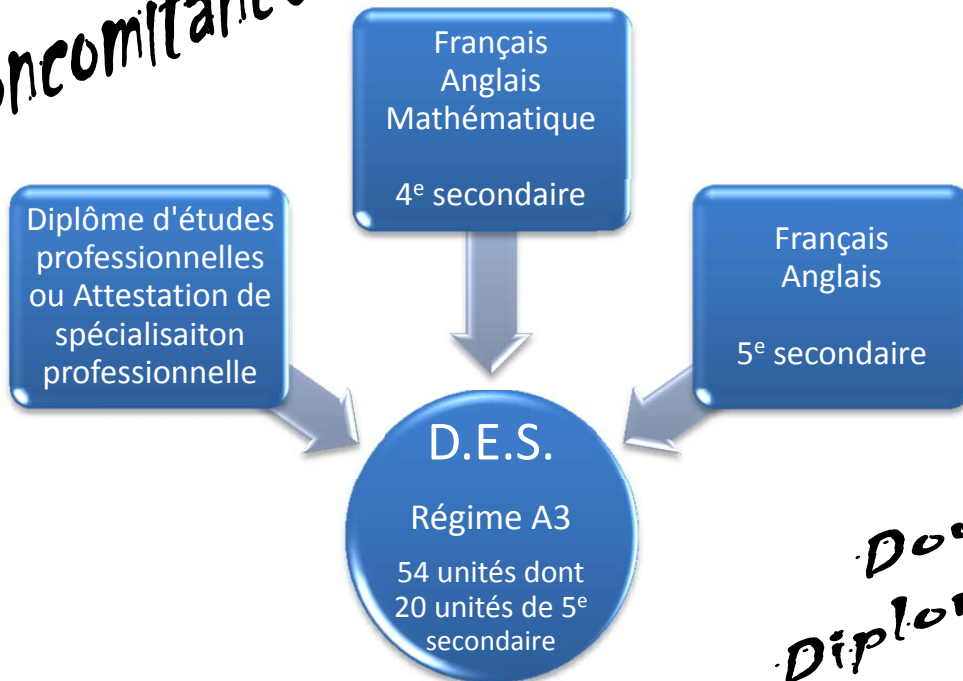 Français
Anglais
Mathématique
4e secondaire
Diplôme d'études
professionnelles
ou Attestation de
spécialisaiton
professionnelle
Français
Anglais
5e secondaire
D.E.S.
Régime A3
54 unités dont
20 unités de 5e
secondaire